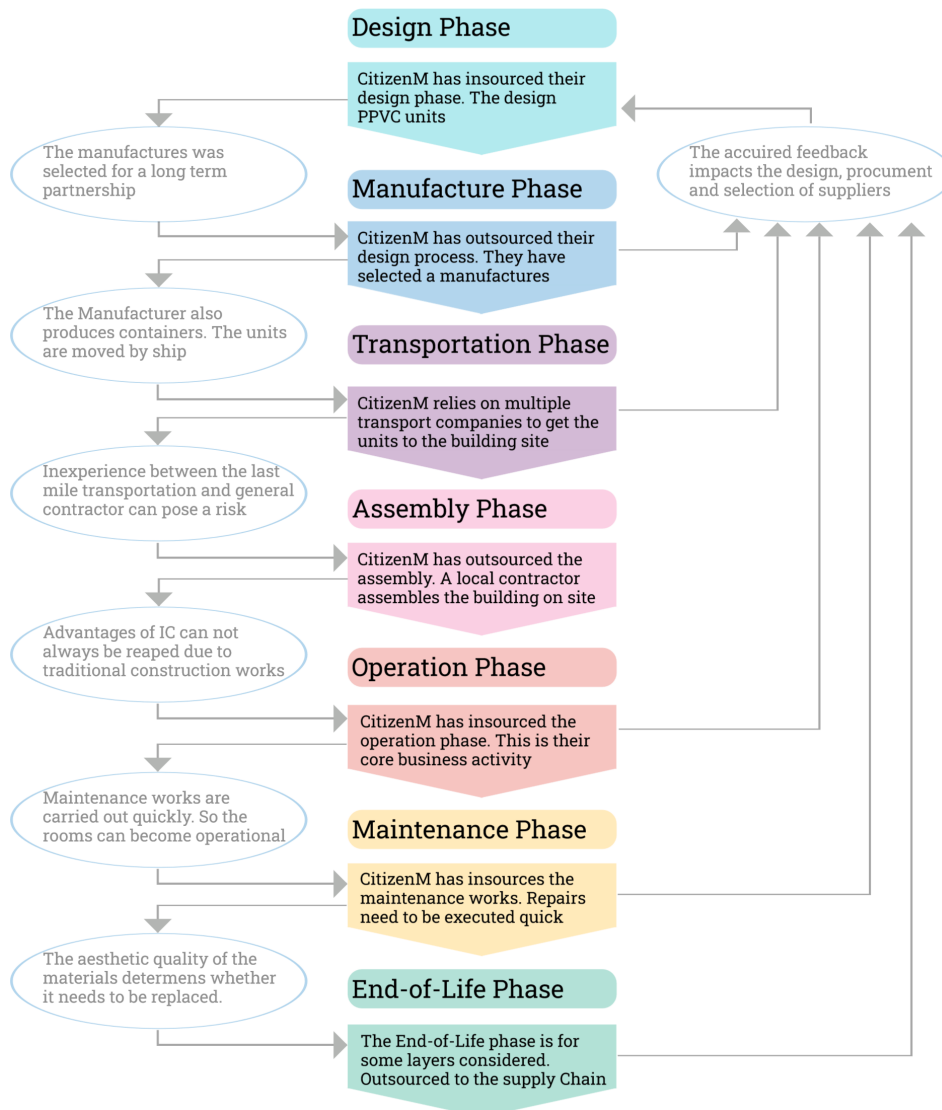 Design Phase
CitizenM has insourced their
design phase. The design
PPVC units
The manufactures was
selected for a long term
partnership
The accuired feedback
impacts the design, procument
and selection of suppliers
Manufacture Phase
CitizenM has outsourced their
design process. They have
selected a manufactures
The Manufacturer also
produces containers. The units
are moved by ship
Transportation Phase
CitizenM relies on multiple
transport companies to get the
units to the building site
Inexperience between the last
mile transportation and general
contractor can pose a risk
Assembly Phase
CitizenM has outsourced the
assembly. A local contractor
assembles the building on site
Advantages of IC can not
always be reaped due to
traditional construction works
Operation Phase
CitizenM has insourced the
operation phase. This is their
core business activity
Maintenance works are
carried out quickly. So the
rooms can become operational
Maintenance Phase
CitizenM has insources the
maintenance works. Repairs
need to be executed quick
The aesthetic quality of the
materials determens whether
it needs to be replaced.
End-of-Life Phase
The End-of-Life phase is for
some layers considered.
Outsourced to the supply Chain